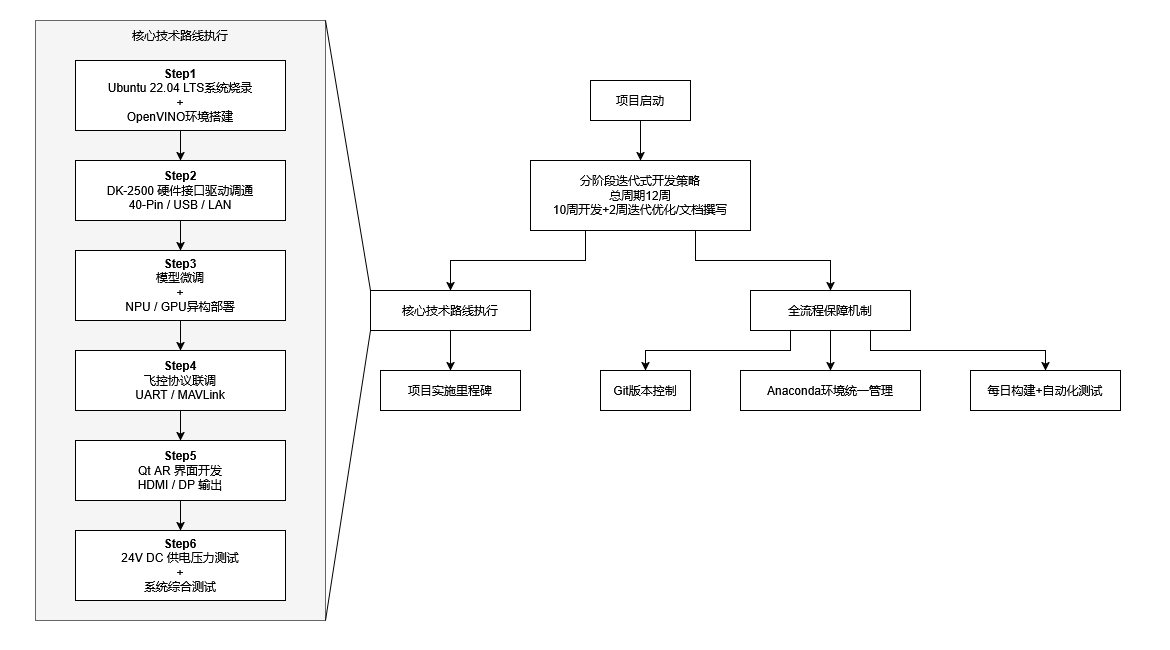 核心技术路线执行
Step1
Ubuntu 22.04 LTS系统烧录
+
OpenVINO环境搭建
Step2
DK-2500 硬件接口驱动调通
40-Pin / USB / LAN
Step3
模型微调
+
NPU / GPU异构部署
Step4
飞控协议联调
UART / MAVLink
Step5
Qt AR 界面开发
HDMI / DP 输出
Step6
24V DC 供电压力测试
+
系统综合测试
项目启动
分阶段迭代式开发策略
总周期12周
10周开发+2周迭代优化/文档撰写
核心技术路线执行
全流程保障机制
项目实施里程碑
Git版本控制
Anaconda环境统一管理
每日构建+自动化测试